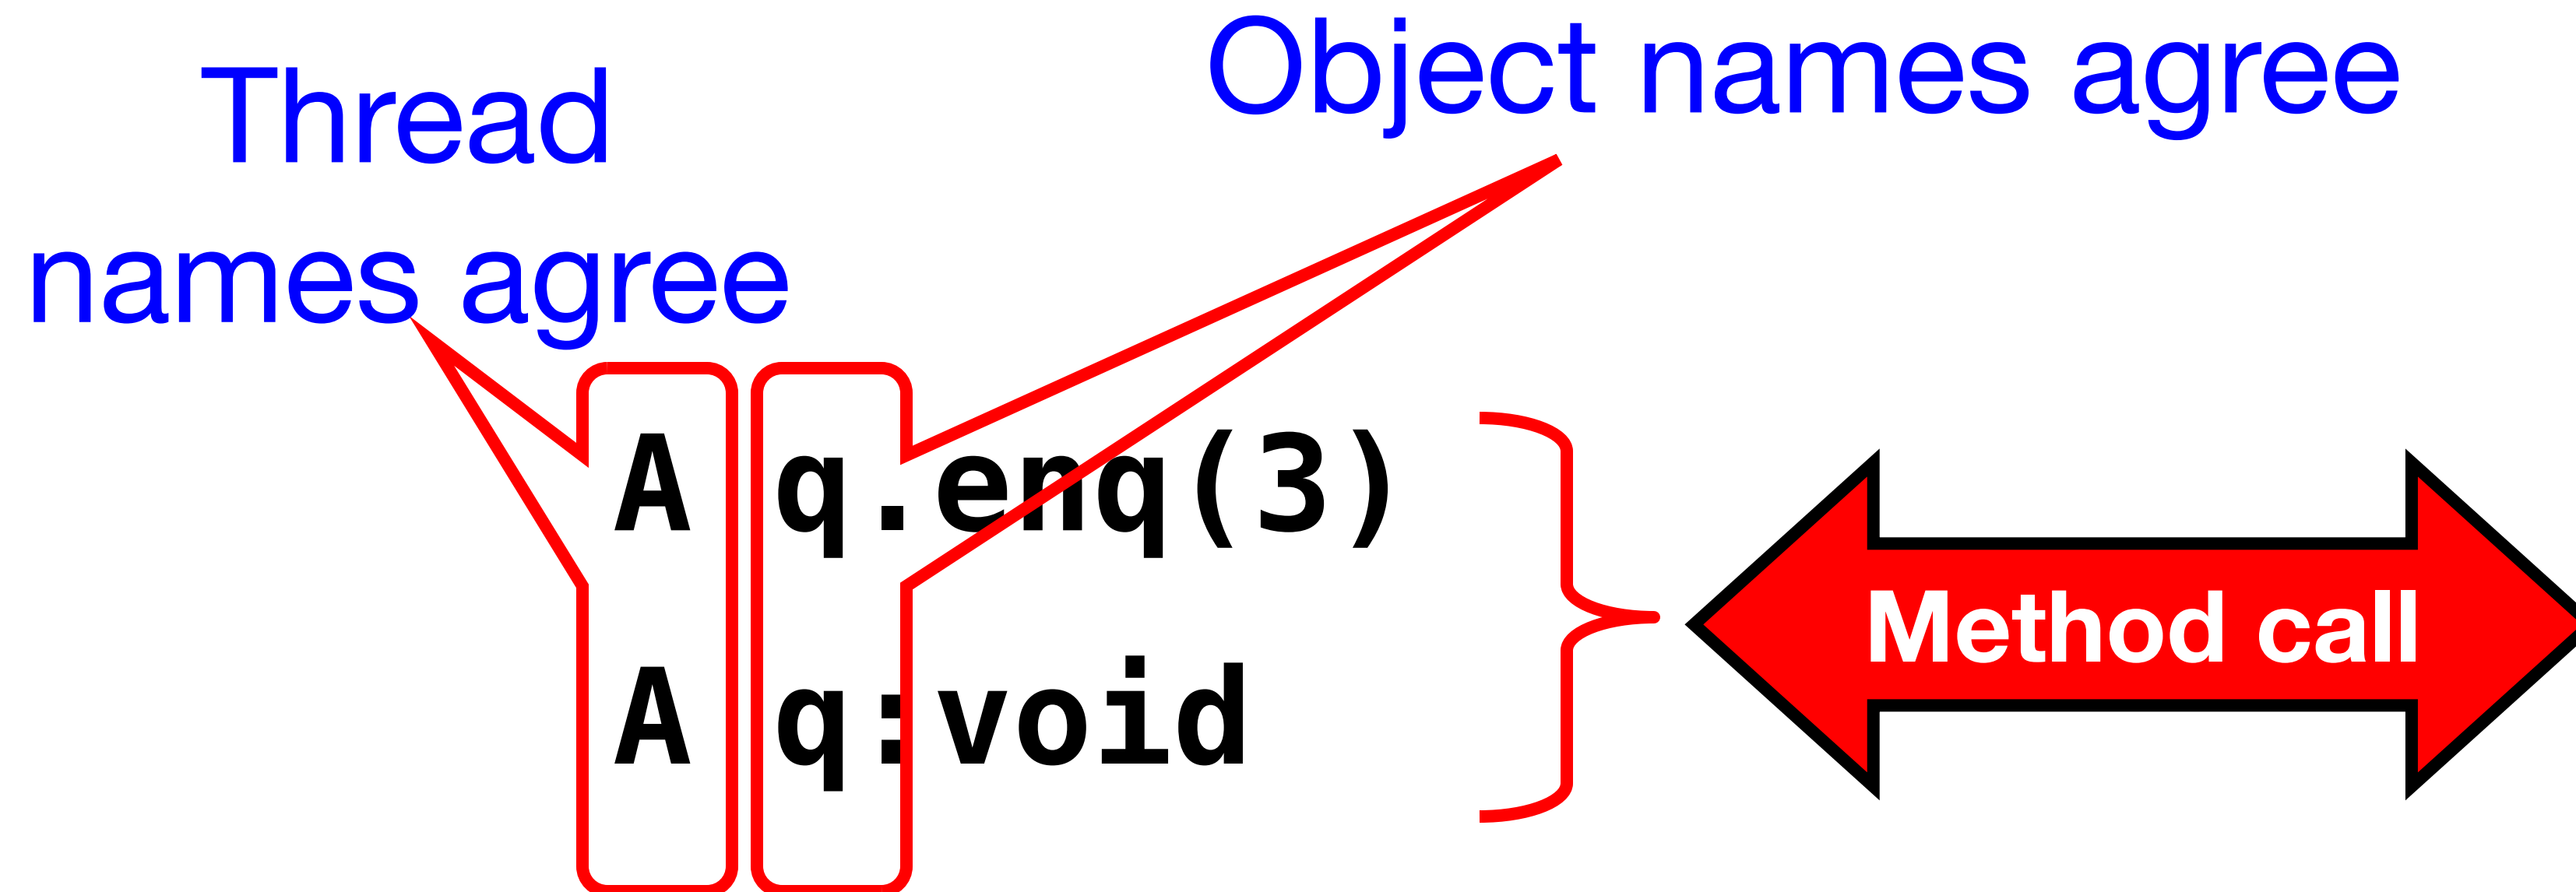 Object names agree
Thread
names agree
A q.enq(3)
A q:void
Method call